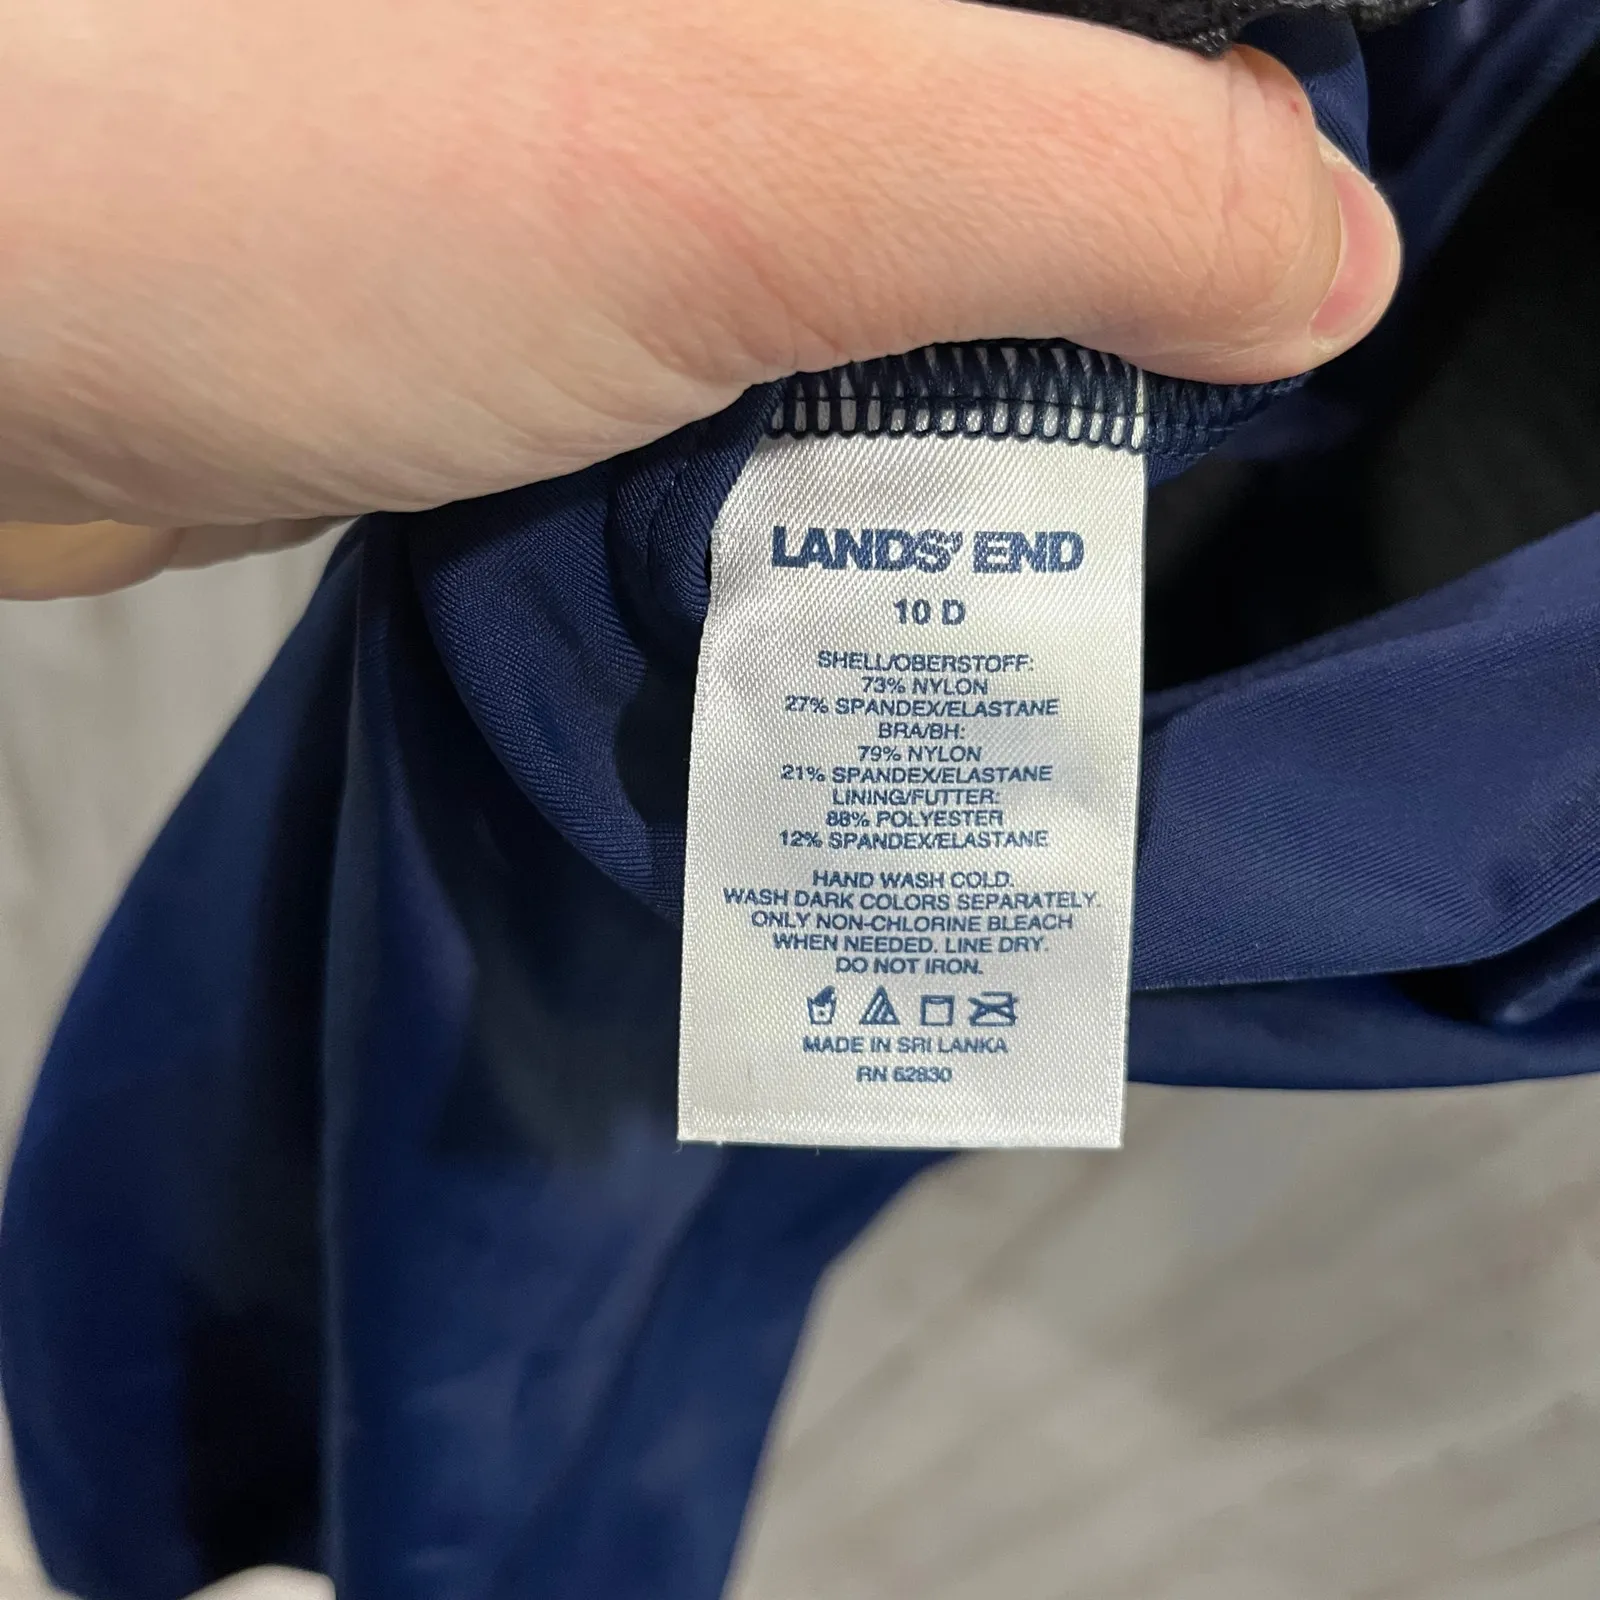 LANDS' END
10 D
SHELL/OBERSTOFF:
73% NYLON
27% SPANDEX/ELASTANE
BRA/BH:
79% NYLON
21% SPANDEX/ELASTANE
LINING/FUTTER:
88% POLYESTER
12% SPANDEX/ELASTANE
HAND WASH COLD.
WASH DARK COLORS SEPARATELY.
ONLY NON-CHLORINE BLEACH
WHEN NEEDED. LINE DRY.
DO NOT IRON.
MADE IN SRI LANKA
RN 62830